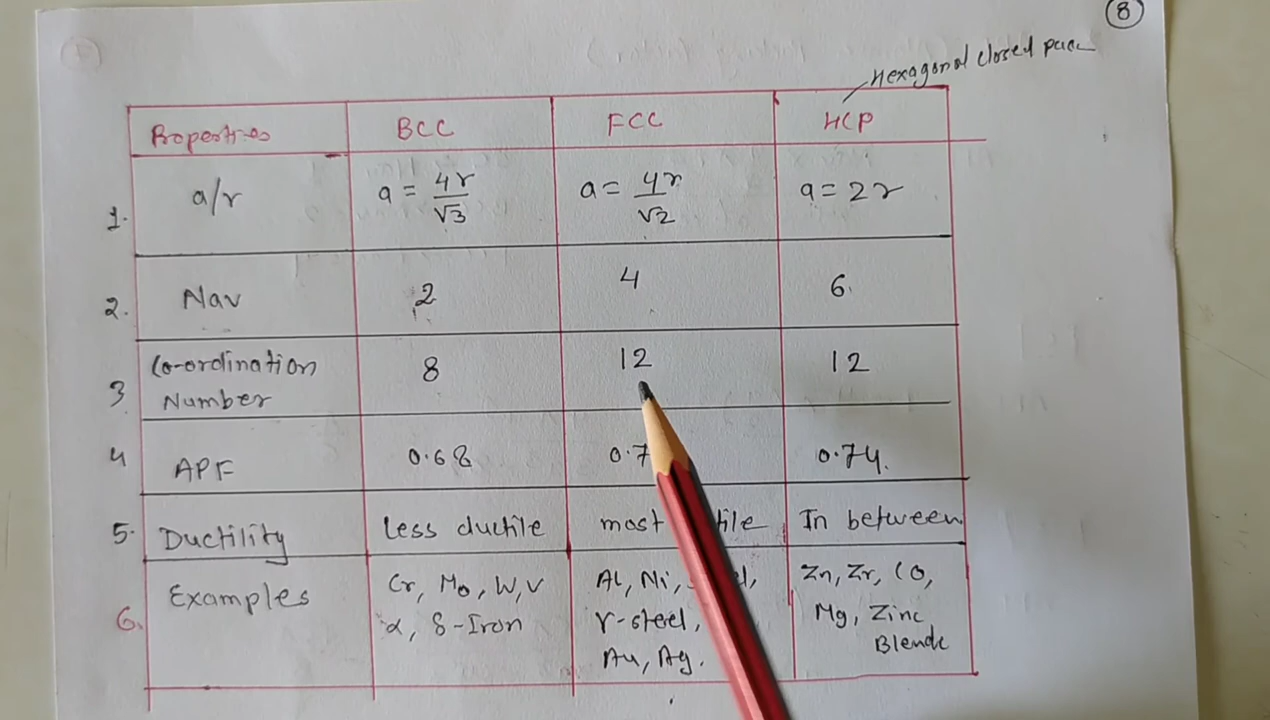 8
Hexagonal closed
Properties BCC FCC HCP
1. a/r a = 4r/√3 a = 4r/√2 a = 2r
2. Nav 2 4 6.
3 Co-ordination Number 8 12 12
4 APF 0.68 0.7 0.74.
5. Ductility Less ductile most In between
6. Examples Cr, Mo, W, V Al, Ni, Zn, Zr, Co,
α, δ-Iron γ-steel, Mg, Zinc
Au, Ag. Blende